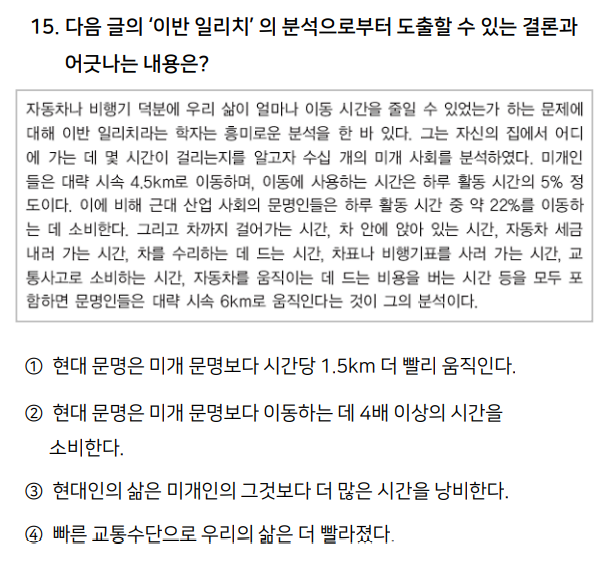 15. 다음 글의 ‘이반 일리치’ 의 분석으로부터 도출할 수 있는 결론과
어긋나는 내용은?
자동차나 비행기 덕분에 우리 삶이 얼마나 이동 시간을 줄일 수 있었는가 하는 문제에
대해 이반 일리치라는 학자는 흥미로운 분석을 한 바 있다. 그는 자신의 집에서 어디
에 가는 데 몇 시간이 걸리는지를 알고자 수십 개의 미개 사회를 분석하였다. 미개인
들은 대략 시속 4.5km로 이동하며, 이동에 사용하는 시간은 하루 활동 시간의 5% 정
도이다. 이에 비해 근대 산업 사회의 문명인들은 하루 활동 시간 중 약 22%를 이동하
는 데 소비한다. 그리고 차까지 걸어가는 시간, 차 안에 앉아 있는 시간, 자동차 세금
내러 가는 시간, 차를 수리하는 데 드는 시간, 차표나 비행기표를 사러 가는 시간, 교
통사고로 소비하는 시간, 자동차를 움직이는 데 드는 비용을 버는 시간 등을 모두 포
함하면 문명인들은 대략 시속 6km로 움직인다는 것이 그의 분석이다.
① 현대 문명은 미개 문명보다 시간당 1.5km 더 빨리 움직인다.
② 현대 문명은 미개 문명보다 이동하는 데 4배 이상의 시간을
소비한다.
③ 현대인의 삶은 미개인의 그것보다 더 많은 시간을 낭비한다.
④ 빠른 교통수단으로 우리의 삶은 더 빨라졌다.